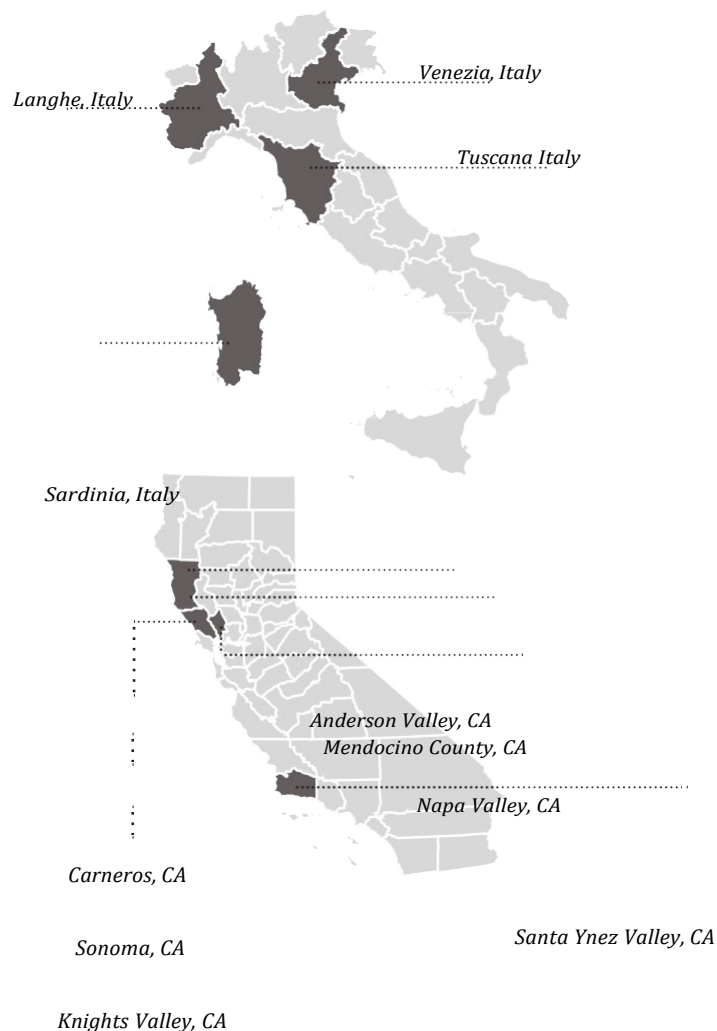 Venezia, Italy
Langhe, Italy
Tuscana Italy
Sardinia, Italy
Anderson Valley, CA
Mendocino County, CA
Napa Valley, CA
Carneros, CA
Santa Ynez Valley, CA
Sonoma, CA
Knights Valley, CA